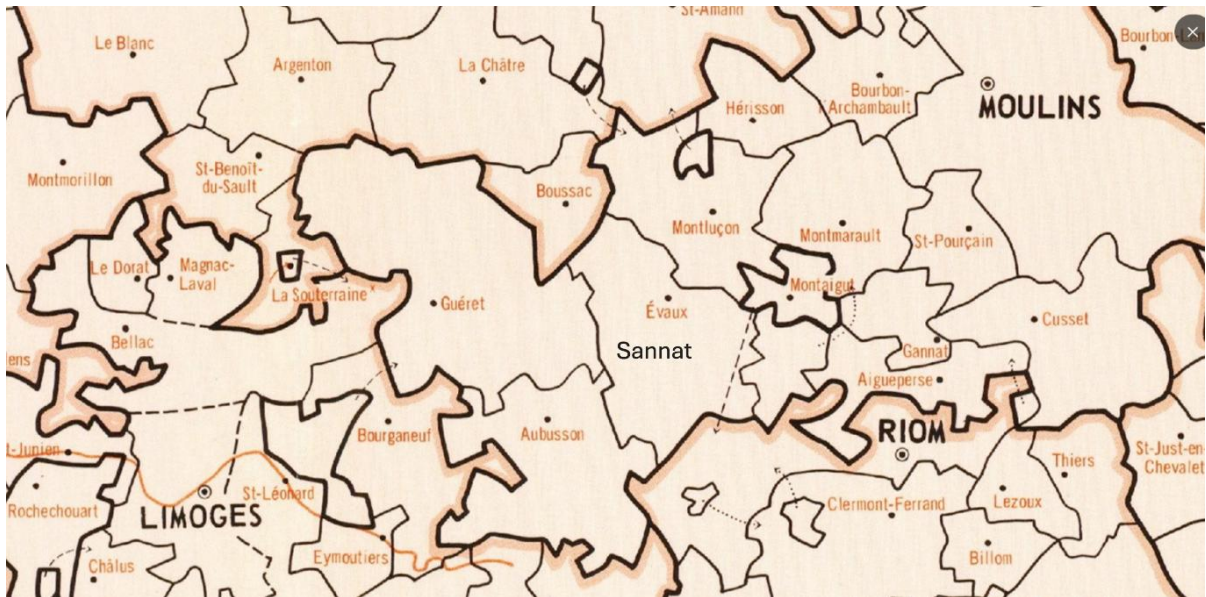 St-Amand
Le Blanc
Argenton
La Châtre
Bourbon-
Hérisson
Bourbon-
l'Archambault
MOULINS
Montmorillon
St-Benoît-
du-Sault
Boussac
Montluçon
Montmarault
St-Pourçain
Le Dorat
Magnac-
Laval
La Souterraine
Guéret
Évaux
Montaigut
Cusset
Bellac
Sannat
Gannat
Aigueperse
Bourganeuf
Aubusson
RIOM
St-Junien
St-Léonard
Thiers
St-Just-en-
Chevalet
Rochechouart
LIMOGES
Clermont-Ferrand
Lezoux
Eymoutiers
Billom
Châlus